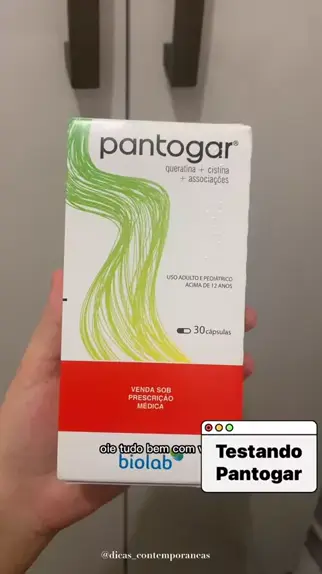 pantogar®
queratina + cistina
+ associações
USO ADULTO E PEDIÁTRICO
ACIMA DE 12 ANOS
30 cápsulas
VENDA SOB
PRESCRIÇÃO
MÉDICA
oie tudo bem com v
biolab
Testando
Pantogar
@dicas_contemporaneas